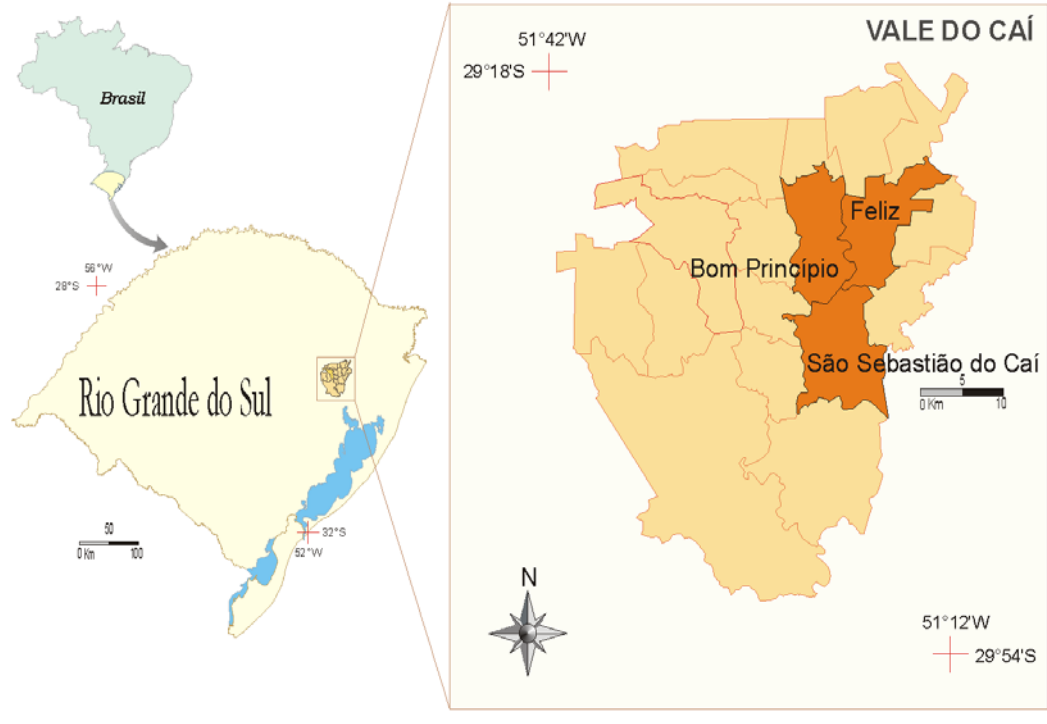 Brasil
56°W
28°S
Rio Grande do Sul
50
0 Km 100
32°S
52°W
VALE DO CAÍ
51°42'W
29°18'S
Feliz
Bom Princípio
São Sebastião do Caí
5
0 Km 10
N
51°12'W
29°54'S